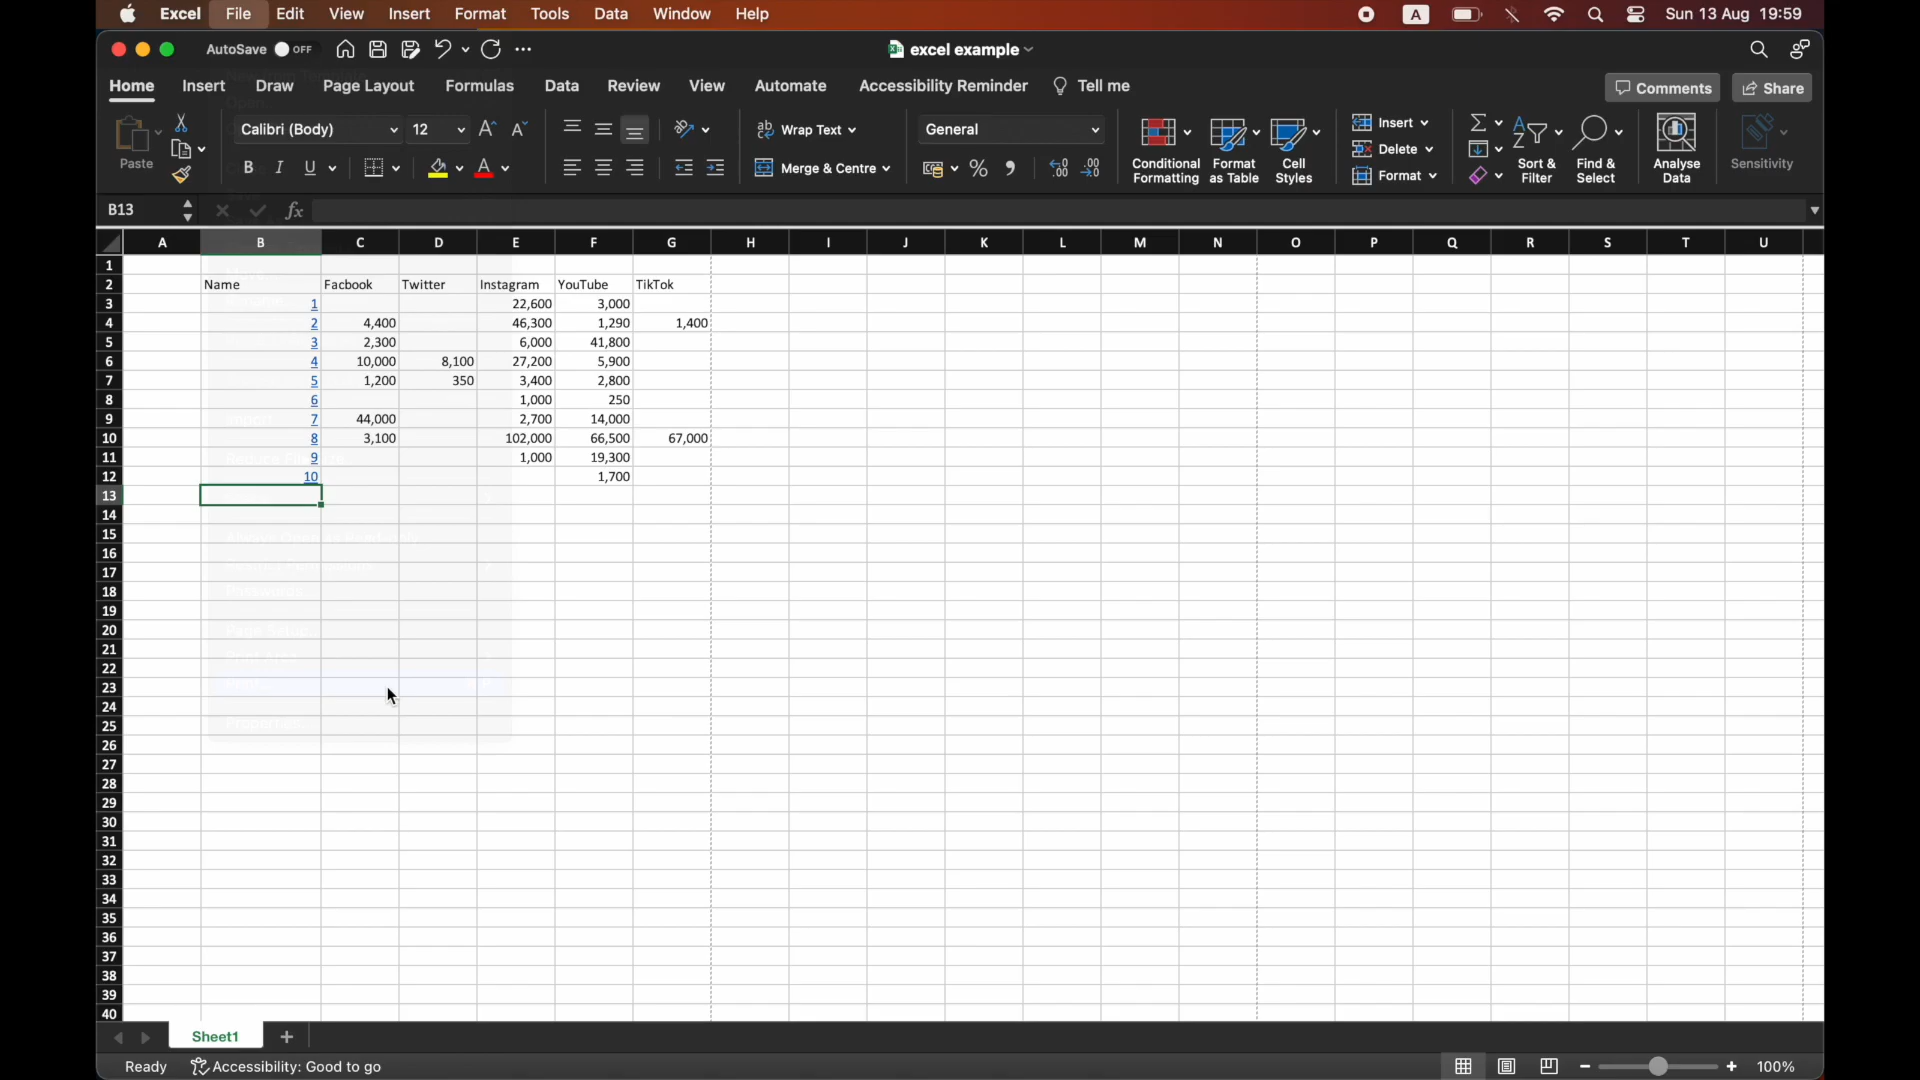 Excel File Edit View Insert Format Tools Data Window Help A Sun 13 Aug 19:59
AutoSave OFF excel example
Home Insert Draw Page Layout Formulas Data Review View Automate Accessibility Reminder Tell me Comments Share
Paste Calibri (Body) 12 Wrap Text General Insert
B I U Merge & Centre Delete
Conditional Formatting Format as Table Cell Styles Format Sort & Filter Find & Select Analyse Data Sensitivity
B13 fx
A B C D E F G H I J K L M N O P Q R S T U
1
2 Name Facbook Twitter Instagram YouTube TikTok
3 1 22,600 3,000
4 2 4,400 46,300 1,290 1,400
5 3 2,300 6,000 41,800
6 4 10,000 8,100 27,200 5,900
7 5 1,200 350 3,400 2,800
8 6 1,000 250
9 7 44,000 2,700 14,000
10 8 3,100 102,000 66,500 67,000
11 9 1,000 19,300
12 10 1,700
13
14
15
16
17
18
19
20
21
22
23
24
25
26
27
28
29
30
31
32
33
34
35
36
37
38
39
40
Sheet1 +
Ready Accessibility: Good to go 100%